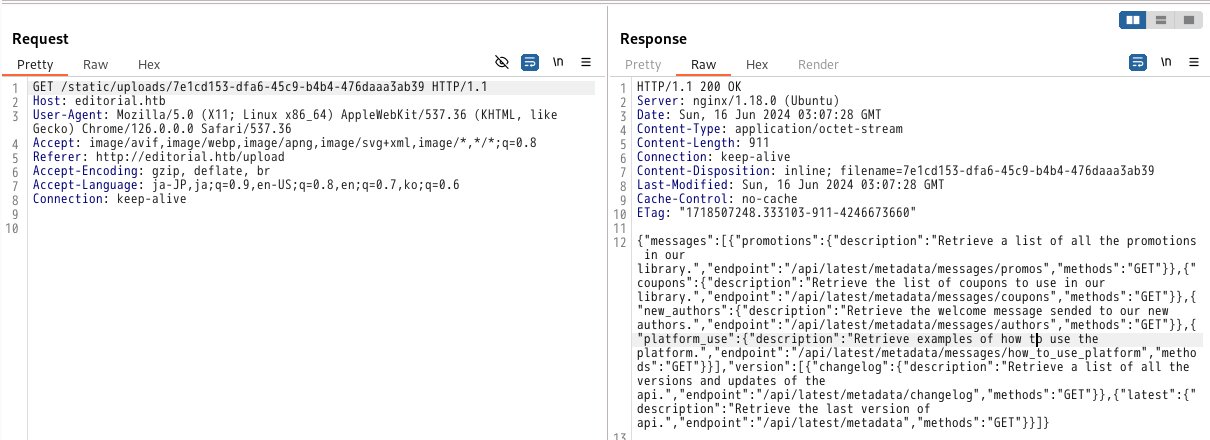 Request
Pretty Raw Hex \n
1 GET /static/uploads/7e1cd153-dfa6-45c9-b4b4-476daaa3ab39 HTTP/1.1
2 Host: editorial.htb
3 User-Agent: Mozilla/5.0 (X11; Linux x86_64) AppleWebKit/537.36 (KHTML, like
Gecko) Chrome/126.0.0.0 Safari/537.36
4 Accept: image/avif,image/webp,image/apng,image/svg+xml,image/*,*/*;q=0.8
5 Referer: http://editorial.htb/upload
6 Accept-Encoding: gzip, deflate, br
7 Accept-Language: ja-JP,ja;q=0.9,en-US;q=0.8,en;q=0.7,ko;q=0.6
8 Connection: keep-alive
9
10
Response
Pretty Raw Hex Render \n
1 HTTP/1.1 200 OK
2 Server: nginx/1.18.0 (Ubuntu)
3 Date: Sun, 16 Jun 2024 03:07:28 GMT
4 Content-Type: application/octet-stream
5 Content-Length: 911
6 Connection: keep-alive
7 Content-Disposition: inline; filename=7e1cd153-dfa6-45c9-b4b4-476daaa3ab39
8 Last-Modified: Sun, 16 Jun 2024 03:07:28 GMT
9 Cache-Control: no-cache
10 ETag: "1718507248.333103-911-4246673660"
11
12 {"messages":[{"promotions":{"description":"Retrieve a list of all the promotions
in our
library.","endpoint":"/api/latest/metadata/messages/promos","methods":"GET"}},{"
coupons":{"description":"Retrieve the list of coupons to use in our
library.","endpoint":"/api/latest/metadata/messages/coupons","methods":"GET"}},{
"new_authors":{"description":"Retrieve the welcome message sended to our new
authors.","endpoint":"/api/latest/metadata/messages/authors","methods":"GET"}},{
"platform_use":{"description":"Retrieve examples of how to use the
platform.","endpoint":"/api/latest/metadata/messages/how_to_use_platform","metho
ds":"GET"}}],"version":[{"changelog":{"description":"Retrieve a list of all the
versions and updates of the
api.","endpoint":"/api/latest/metadata/changelog","methods":"GET"}},{"latest":{"
description":"Retrieve the last version of
api.","endpoint":"/api/latest/metadata","methods":"GET"}}]}
13